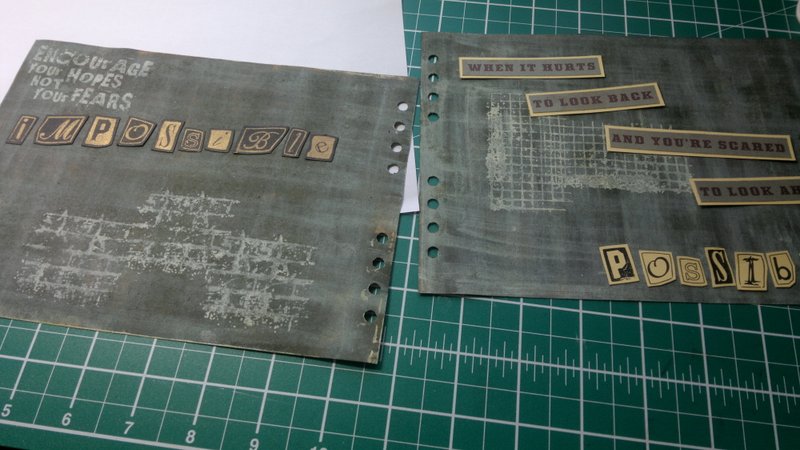 ENCOURAGE
YOUR HOPES
NOT
YOUR FEARS
iMPOSsiBle
WHEN IT HURTS
TO LOOK BACK
AND YOU'RE SCARED
TO LOOK AH
POsSIb
5 6 7 8 9 10